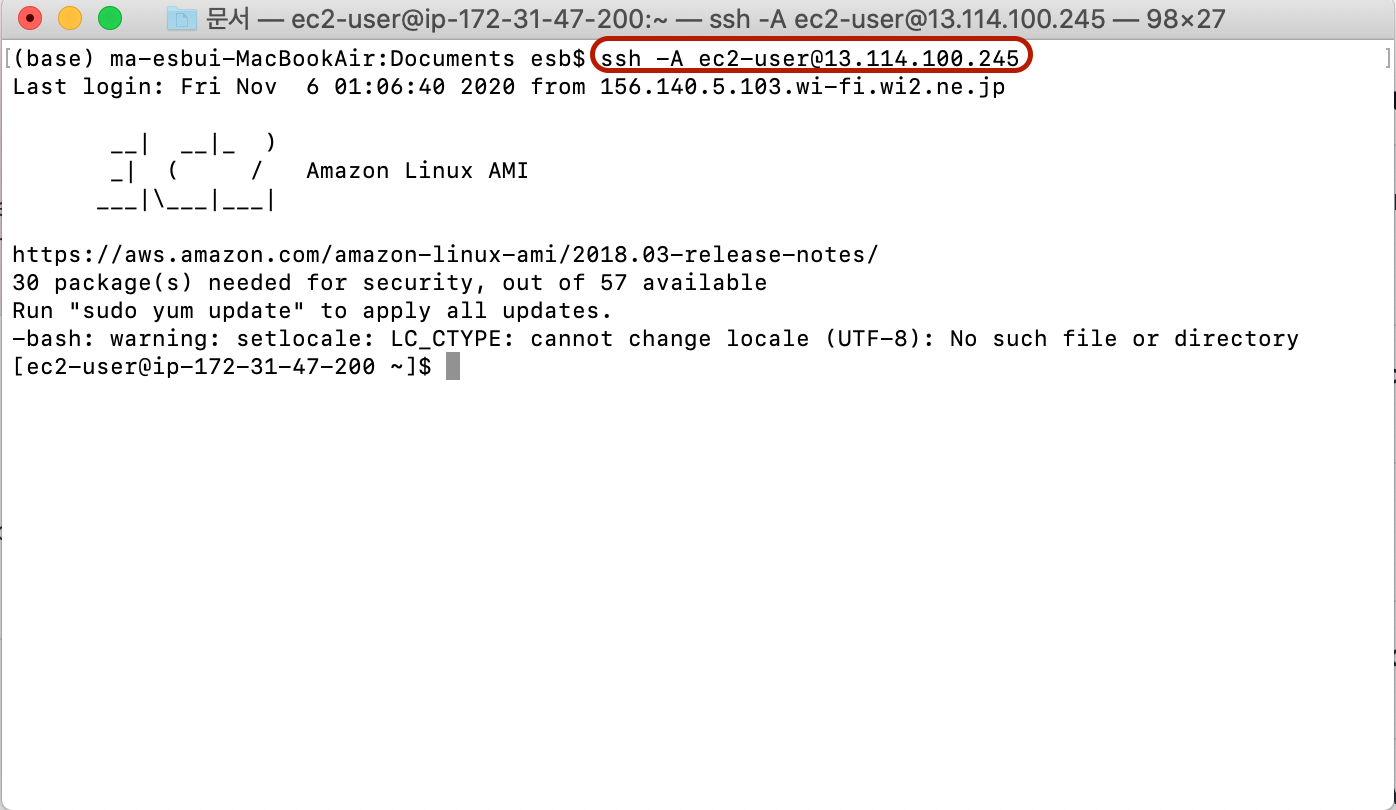 문서 — ec2-user@ip-172-31-47-200:~ — ssh -A ec2-user@13.114.100.245 — 98×27
[(base) ma-esbui-MacBookAir:Documents esb$ ssh -A ec2-user@13.114.100.245 ]
Last login: Fri Nov  6 01:06:40 2020 from 156.140.5.103.wi-fi.wi2.ne.jp
       __|  __|_  )
       _|  (     /   Amazon Linux AMI
      ___|\___|___|
https://aws.amazon.com/amazon-linux-ami/2018.03-release-notes/
30 package(s) needed for security, out of 57 available
Run "sudo yum update" to apply all updates.
-bash: warning: setlocale: LC_CTYPE: cannot change locale (UTF-8): No such file or directory
[ec2-user@ip-172-31-47-200 ~]$